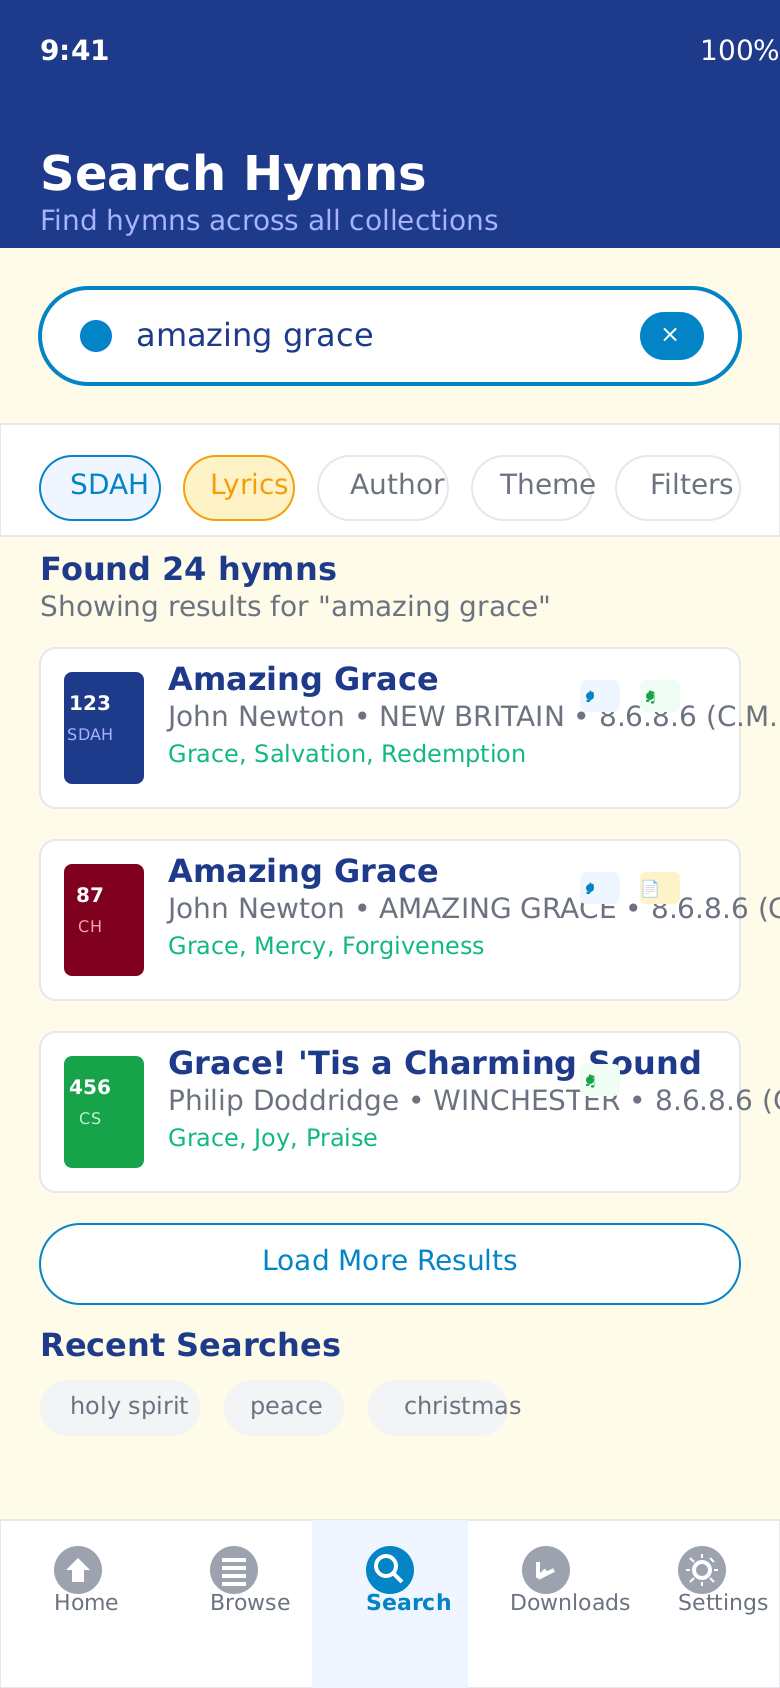 9:41 100%
Search Hymns
Find hymns across all collections
amazing grace ×
SDAH Lyrics Author Theme Filters
Found 24 hymns
Showing results for "amazing grace"
123
SDAH
Amazing Grace
John Newton • NEW BRITAIN • 8.6.8.6 (C.M.
Grace, Salvation, Redemption
87
CH
Amazing Grace
John Newton • AMAZING GRACE • 8.6.8.6 (C
Grace, Mercy, Forgiveness
456
CS
Grace! 'Tis a Charming Sound
Philip Doddridge • WINCHESTER • 8.6.8.6 (C
Grace, Joy, Praise
Load More Results
Recent Searches
holy spirit peace christmas
Home Browse Search Downloads Settings